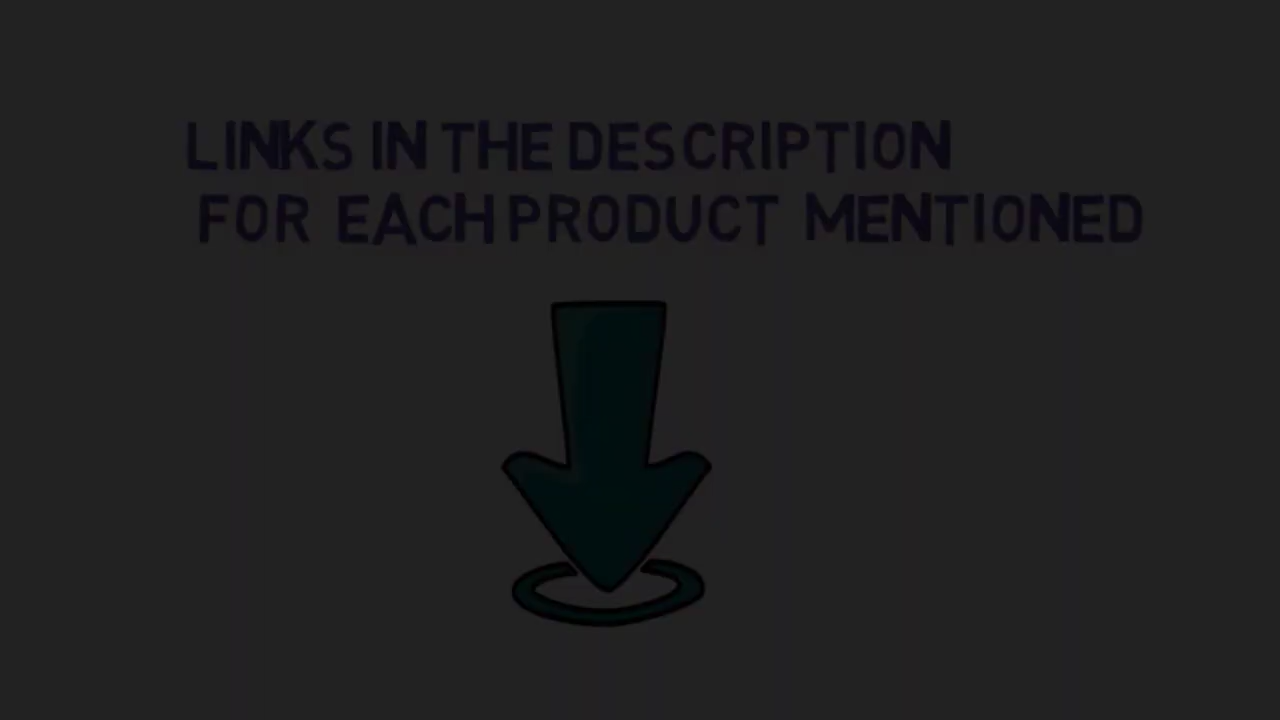 LINKS IN THE DESCRIPTION
FOR EACH PRODUCT MENTIONED